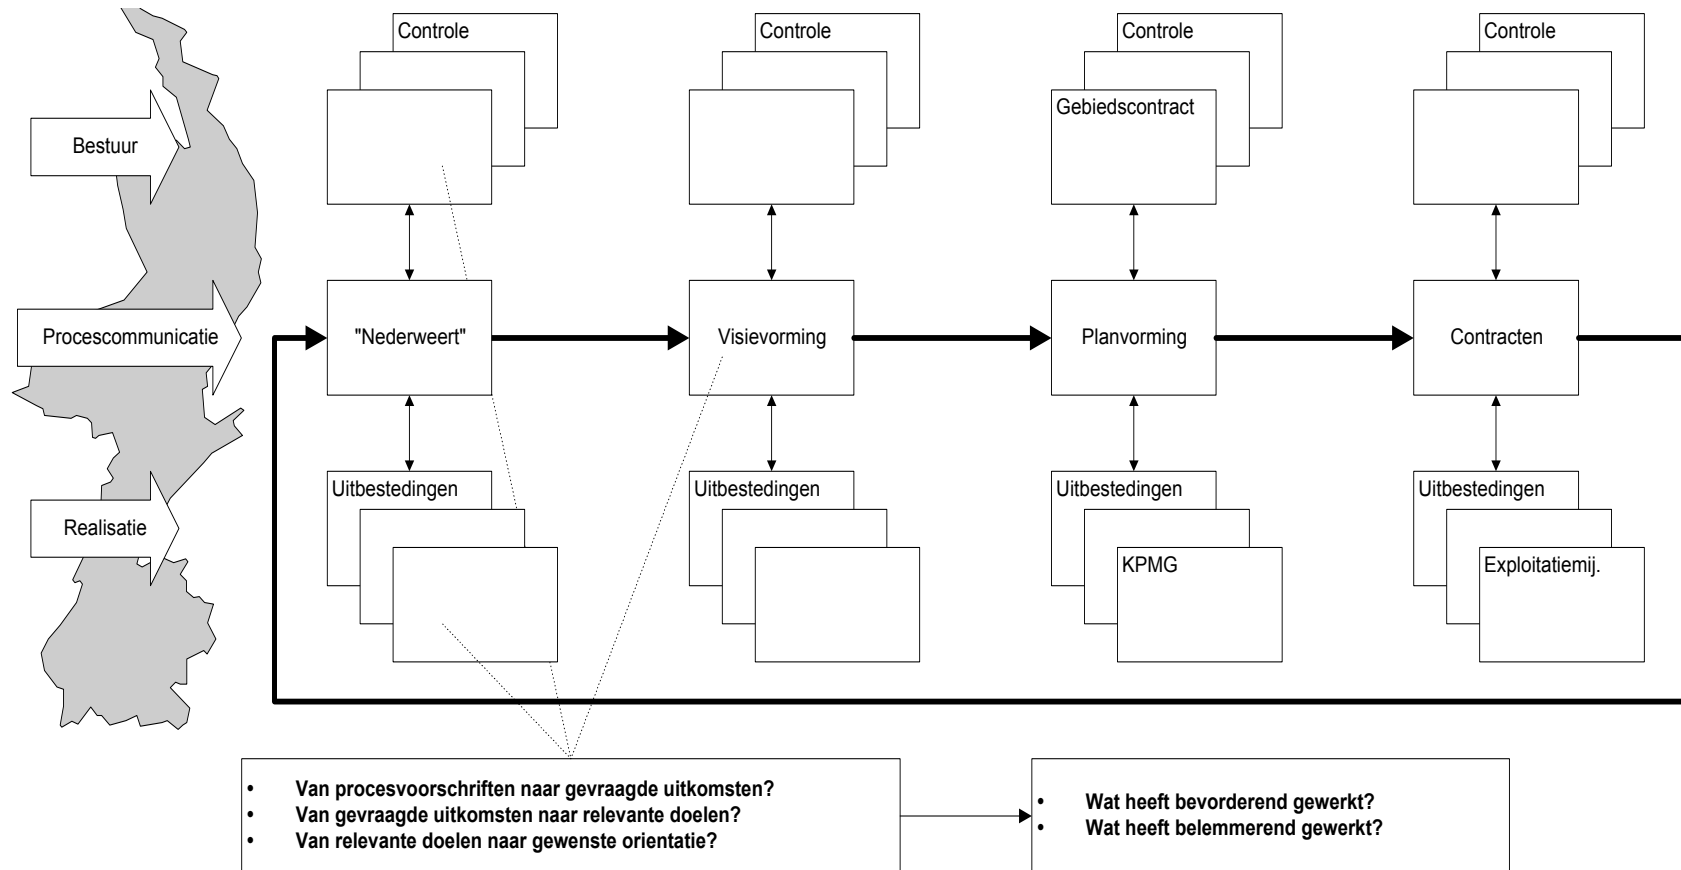 Controle
Controle
Controle
Controle
Gebiedscontract
Bestuur
Procescommunicatie
"Nederweert"
Visievorming
Planvorming
Contracten
Uitbestedingen
Uitbestedingen
Uitbestedingen
Uitbestedingen
Realisatie
KPMG
Exploitatiemij.
• Van procesvoorschriften naar gevraagde uitkomsten?
• Van gevraagde uitkomsten naar relevante doelen?
• Van relevante doelen naar gewenste orientatie?
• Wat heeft bevorderend gewerkt?
• Wat heeft belemmerend gewerkt?